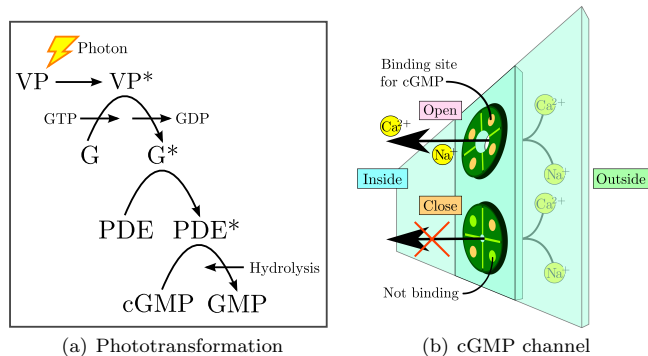 Photon
VP
VP*
GTP
GDP
G
G*
PDE
PDE*
Hydrolysis
cGMP
GMP
(a) Phototransformation
Binding site
for cGMP
Open
Ca2+
Na+
Inside
Close
Not binding
Ca2+
Na+
Outside
Ca2+
Na+
(b) cGMP channel